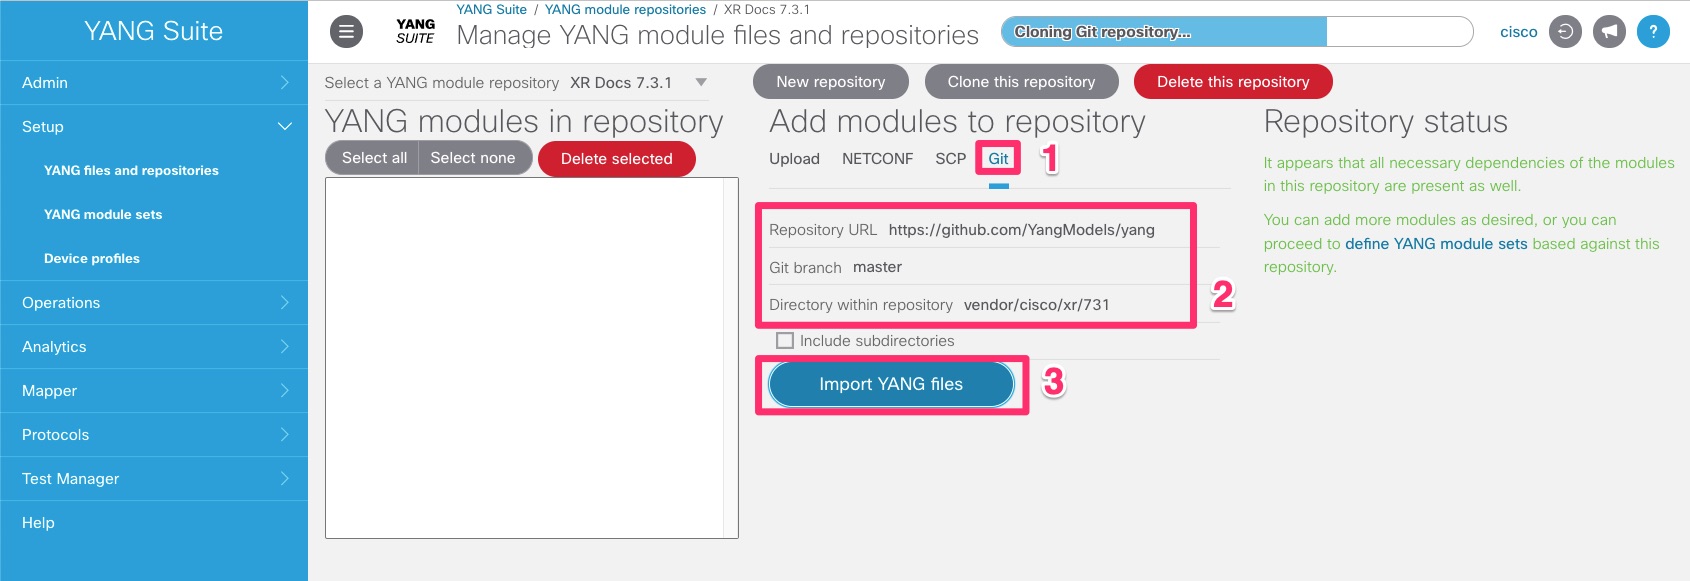 YANG Suite
Admin
Setup
YANG files and repositories
YANG module sets
Device profiles
Operations
Analytics
Mapper
Protocols
Test Manager
Help
YANG
SUITE
YANG Suite / YANG module repositories / XR Docs 7.3.1
Manage YANG module files and repositories
Cloning Git repository...
cisco
?
Select a YANG module repository XR Docs 7.3.1
New repository
Clone this repository
Delete this repository
YANG modules in repository
Select all
Select none
Delete selected
Add modules to repository
Upload NETCONF SCP Git
1
Repository URL https://github.com/YangModels/yang
Git branch master
Directory within repository vendor/cisco/xr/731
2
Include subdirectories
Import YANG files
3
Repository status
It appears that all necessary dependencies of the modules
in this repository are present as well.
You can add more modules as desired, or you can
proceed to define YANG module sets based against this
repository.